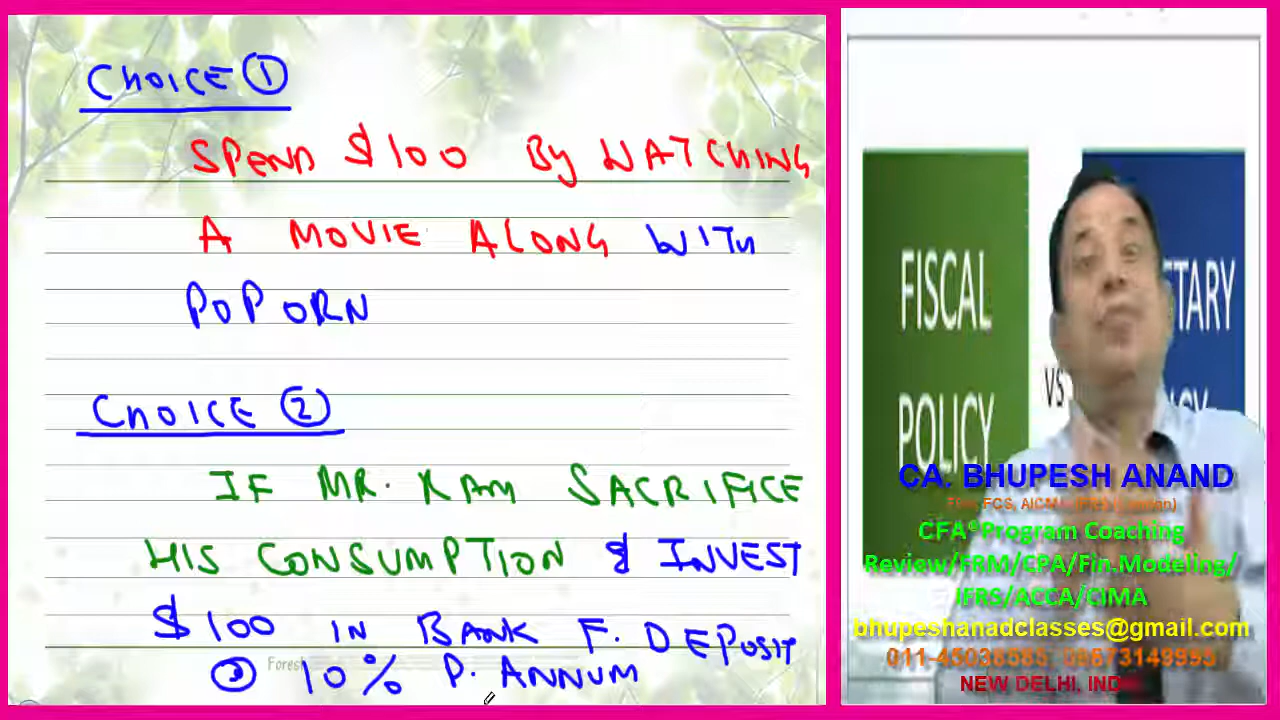 CHOICE ①
SPEND $100 By WATCHING
A MOVIE ALONG WITH
POPORN
CHOICE ②
IF MR. RAM SACRIFICE
HIS CONSUMPTION & INVEST
$100 IN BANK F. DEPOSIT
10% P. ANNUM
FISCAL
POLICY
VS
TARY
CA. BHUPESH ANAND
FCS,
CFA® Program Coaching
Review/FRM/CPA/Fin.Modeling/
IFRS/ACCA/CIMA
bhupeshanadclasses@gmail.com
NEW DELHI, IND